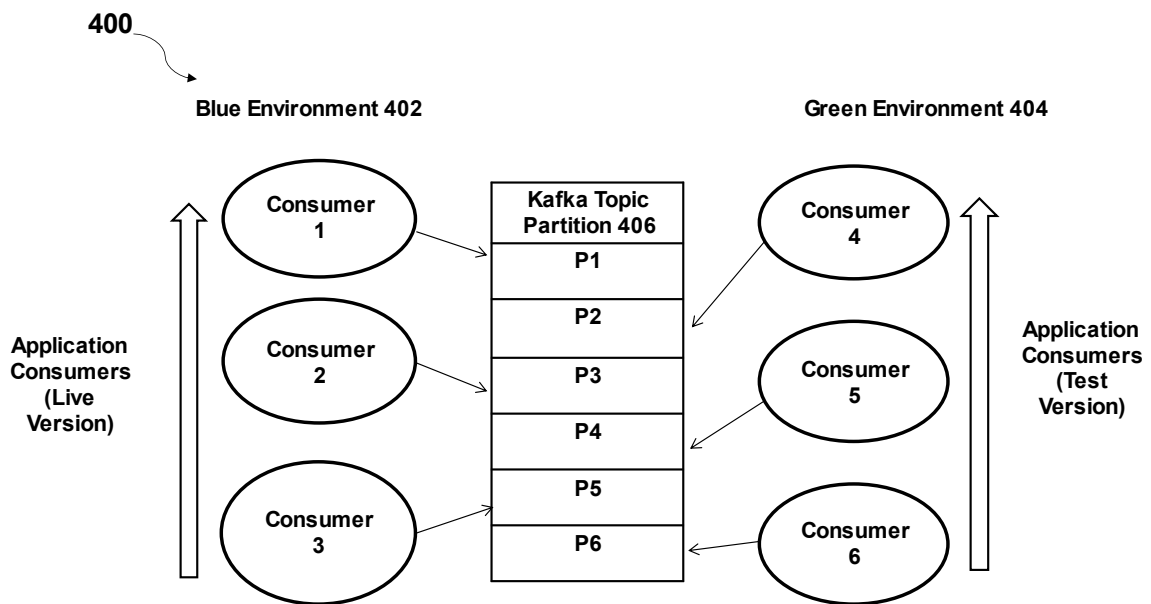 400
Blue Environment 402
Green Environment 404
Application
Consumers
(Live
Version)
Consumer
1
Consumer
2
Consumer
3
Kafka Topic
Partition 406
P1
P2
P3
P4
P5
P6
Consumer
4
Consumer
5
Consumer
6
Application
Consumers
(Test
Version)